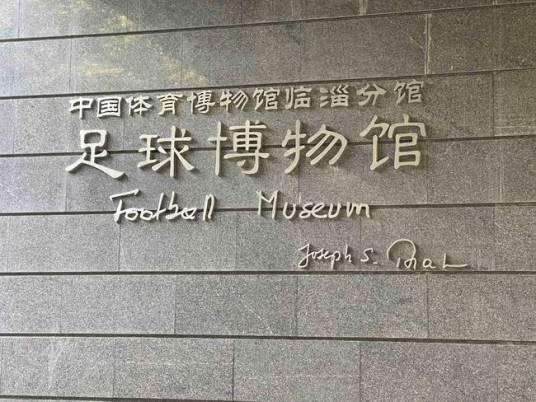 中国体育博物馆临淄分馆
足球博物馆
Football Museum
Joseph S.